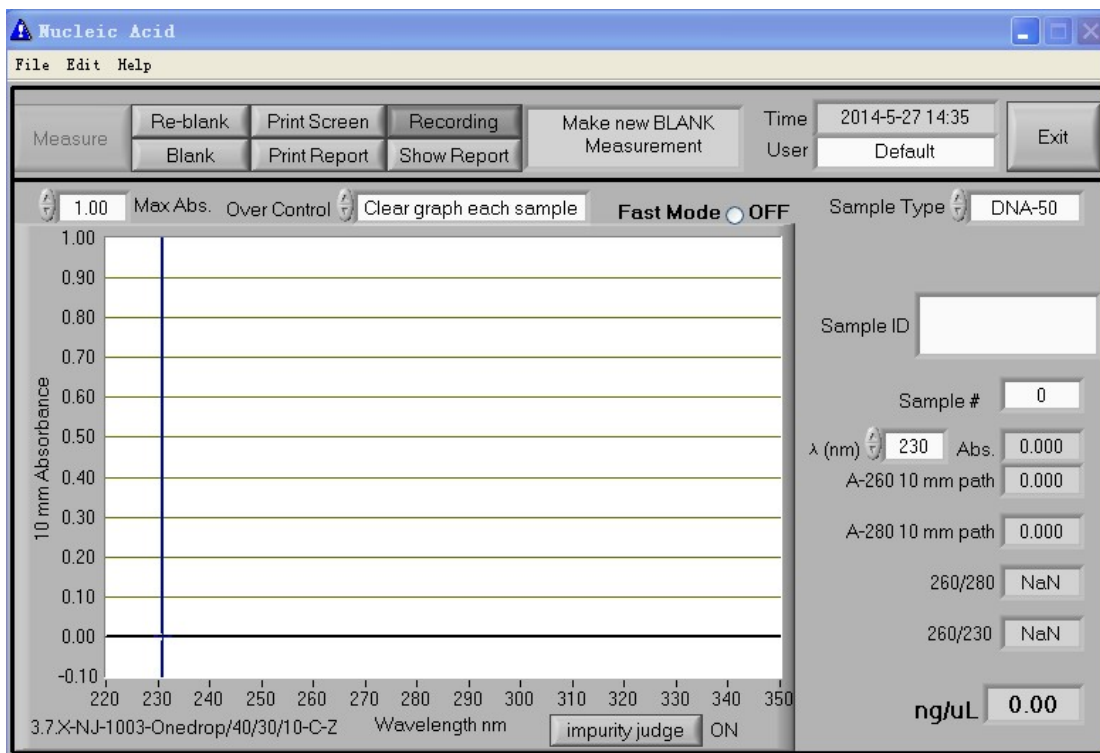 Nucleic Acid
File Edit Help
Measure
Re-blank Print Screen Recording
Blank Print Report Show Report
Make new BLANK
Measurement
Time 2014-5-27 14:35
User Default
Exit
1.00 Max Abs. Over Control Clear graph each sample Fast Mode OFF Sample Type DNA-50
10 mm Absorbance
1.00
0.90
0.80
0.70
0.60
0.50
0.40
0.30
0.20
0.10
0.00
-0.10
220 230 240 250 260 270 280 290 300 310 320 330 340 350
3.7.X-NJ-1003-Onedrop/40/30/10-C-Z Wavelength nm impurity judge ON
Sample ID
Sample # 0
λ (nm) 230 Abs. 0.000
A-260 10 mm path 0.000
A-280 10 mm path 0.000
260/280 NaN
260/230 NaN
ng/uL 0.00